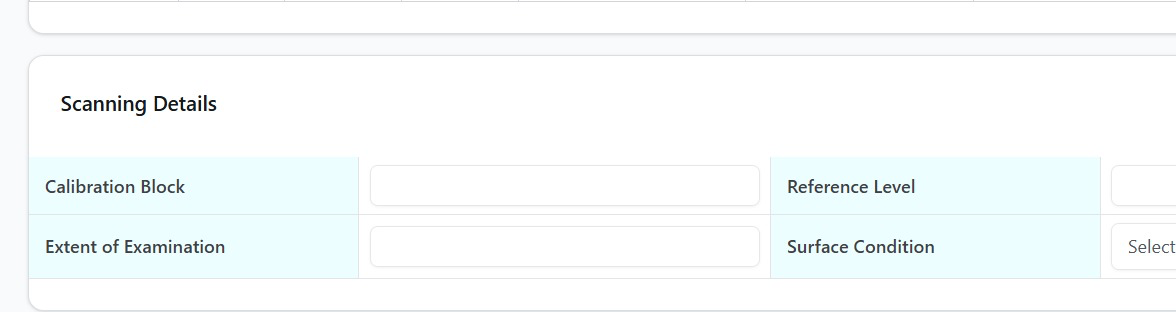 Scanning Details
Calibration Block
Reference Level
Extent of Examination
Surface Condition
Select